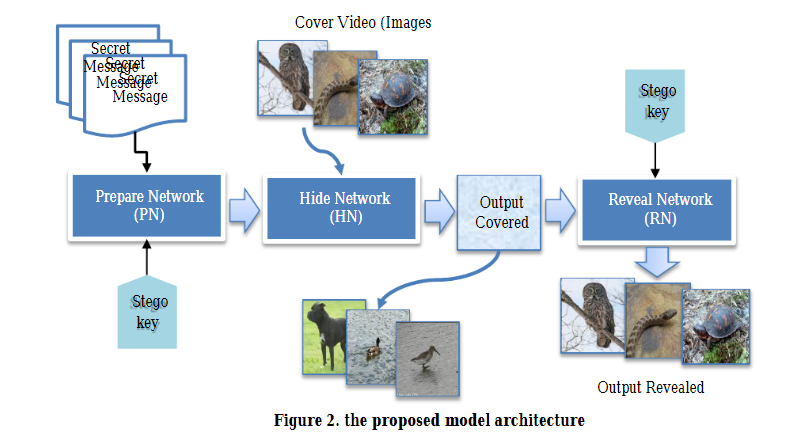 Cover Video (Images
Secret
Message
Secret
Message
Secret
Message
Stego
key
Prepare Network
(PN)
Hide Network
(HN)
Output
Covered
Reveal Network
(RN)
Stego
key
Output Revealed
Figure 2. the proposed model architecture